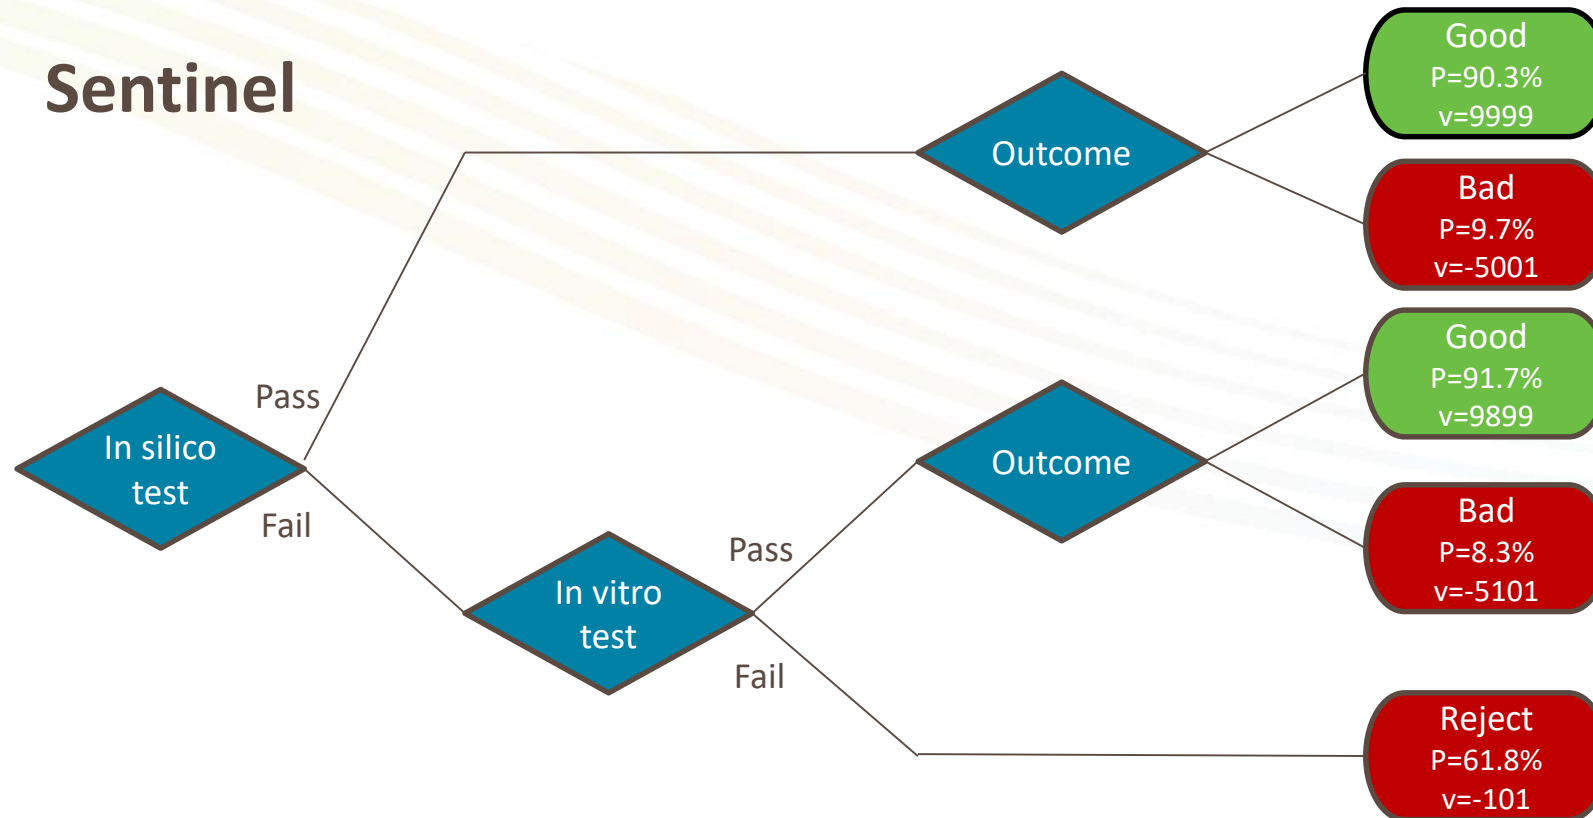 Sentinel
Good
P=90.3%
v=9999
Outcome
Bad
P=9.7%
v=-5001
Good
P=91.7%
v=9899
Pass
In silico
test
Outcome
Fail
Bad
P=8.3%
v=-5101
Pass
In vitro
test
Fail
Reject
P=61.8%
v=-101